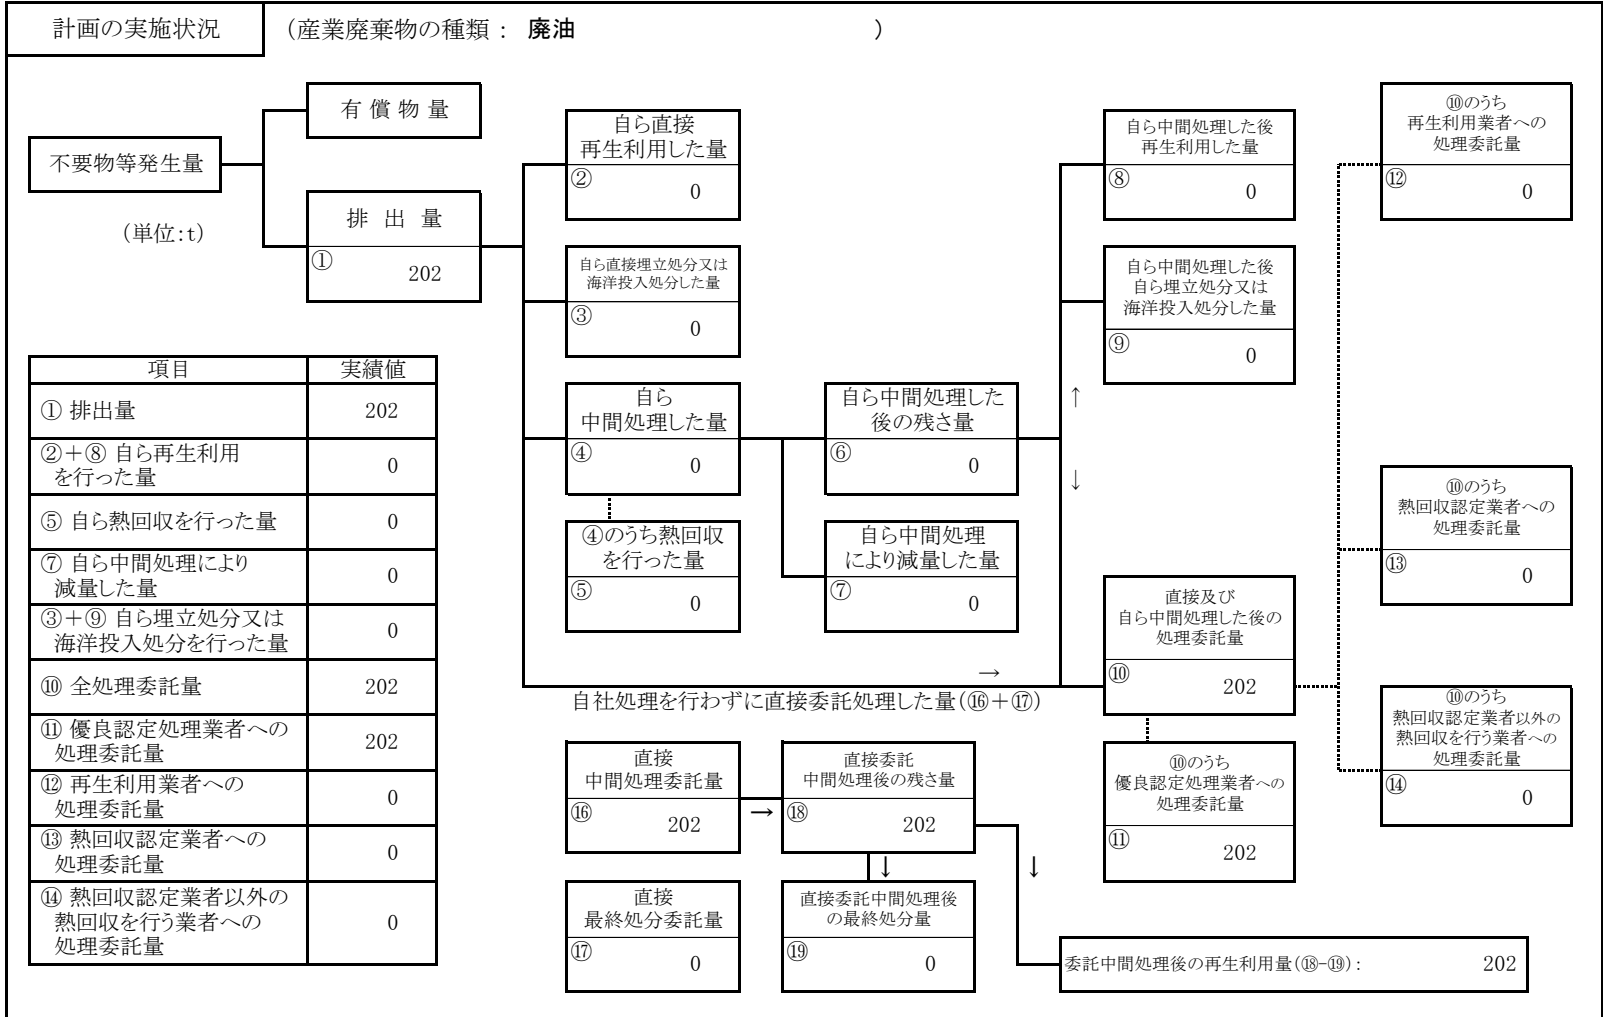 計画の実施状況
（産業廃棄物の種類： 廃油 ）
不要物等発生量
（単位：t）
有償物量
排出量
①
202
自ら直接
再生利用した量
②
0
自ら直接埋立処分又は
海洋投入処分した量
③
0
自ら
中間処理した量
④
0
④のうち熱回収
を行った量
⑤
0
自ら中間処理した
後の残さ量
⑥
0
自ら中間処理
により減量した量
⑦
0
自ら中間処理した後
再生利用した量
⑧
0
自ら中間処理した後
自ら埋立処分又は
海洋投入処分した量
⑨
0
↑
↓
直接及び
自ら中間処理した後の
処理委託量
⑩
202
⑩のうち
優良認定処理業者への
処理委託量
⑪
202
⑩のうち
再生利用業者への
処理委託量
⑫
0
⑩のうち
熱回収認定業者への
処理委託量
⑬
0
⑩のうち
熱回収認定業者以外の
熱回収を行う業者への
処理委託量
⑭
0
→
自社処理を行わずに直接委託処理した量（⑯＋⑰）
直接
中間処理委託量
⑯
202
→
直接委託
中間処理後の残さ量
⑱
202
↓
↓
直接
最終処分委託量
⑰
0
直接委託中間処理後
の最終処分量
⑲
0
委託中間処理後の再生利用量（⑱-⑲）： 202
項目 実績値
① 排出量 202
②＋⑧ 自ら再生利用
を行った量 0
⑤ 自ら熱回収を行った量 0
⑦ 自ら中間処理により
減量した量 0
③＋⑨ 自ら埋立処分又は
海洋投入処分を行った量 0
⑩ 全処理委託量 202
⑪ 優良認定処理業者への
処理委託量 202
⑫ 再生利用業者への
処理委託量 0
⑬ 熱回収認定業者への
処理委託量 0
⑭ 熱回収認定業者以外の
熱回収を行う業者への
処理委託量 0